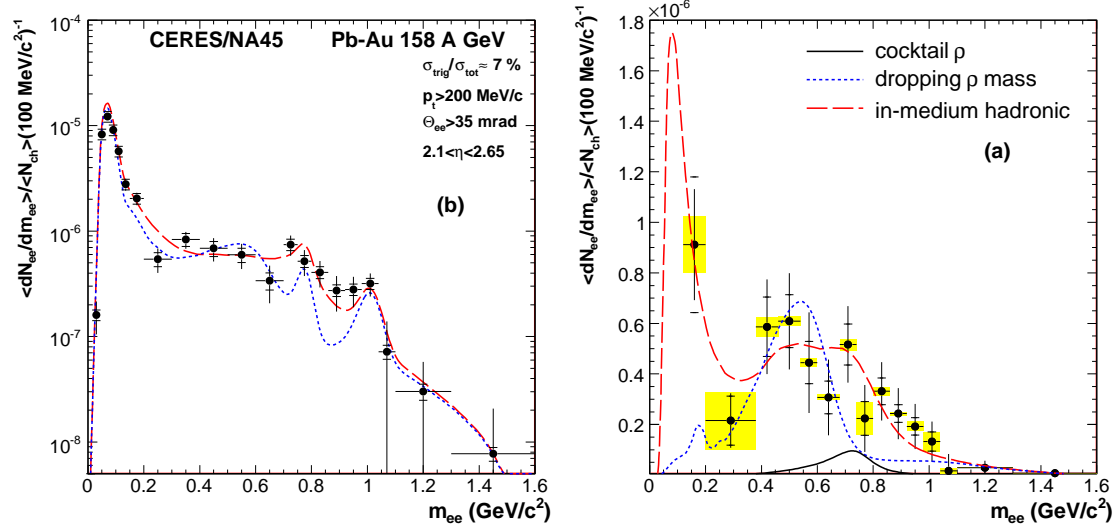 CERES/NA45 Pb-Au 158 A GeV
σtrig/σtot ≈ 7 %
pt>200 MeV/c
Θee>35 mrad
2.1<η<2.65
(b)
<dNee/dmee>/<Nch>(100 MeV/c²)⁻¹
10⁻⁵
10⁻⁶
10⁻⁷
10⁻⁸
0 0.2 0.4 0.6 0.8 1 1.2 1.4 1.6
mee (GeV/c²)
×10⁻⁶
cocktail ρ
dropping ρ mass
in-medium hadronic
(a)
<dNee/dmee>/<Nch>(100 MeV/c²)⁻¹
1.8
1.6
1.4
1.2
1
0.8
0.6
0.4
0.2
0 0.2 0.4 0.6 0.8 1 1.2 1.4 1.6
mee (GeV/c²)